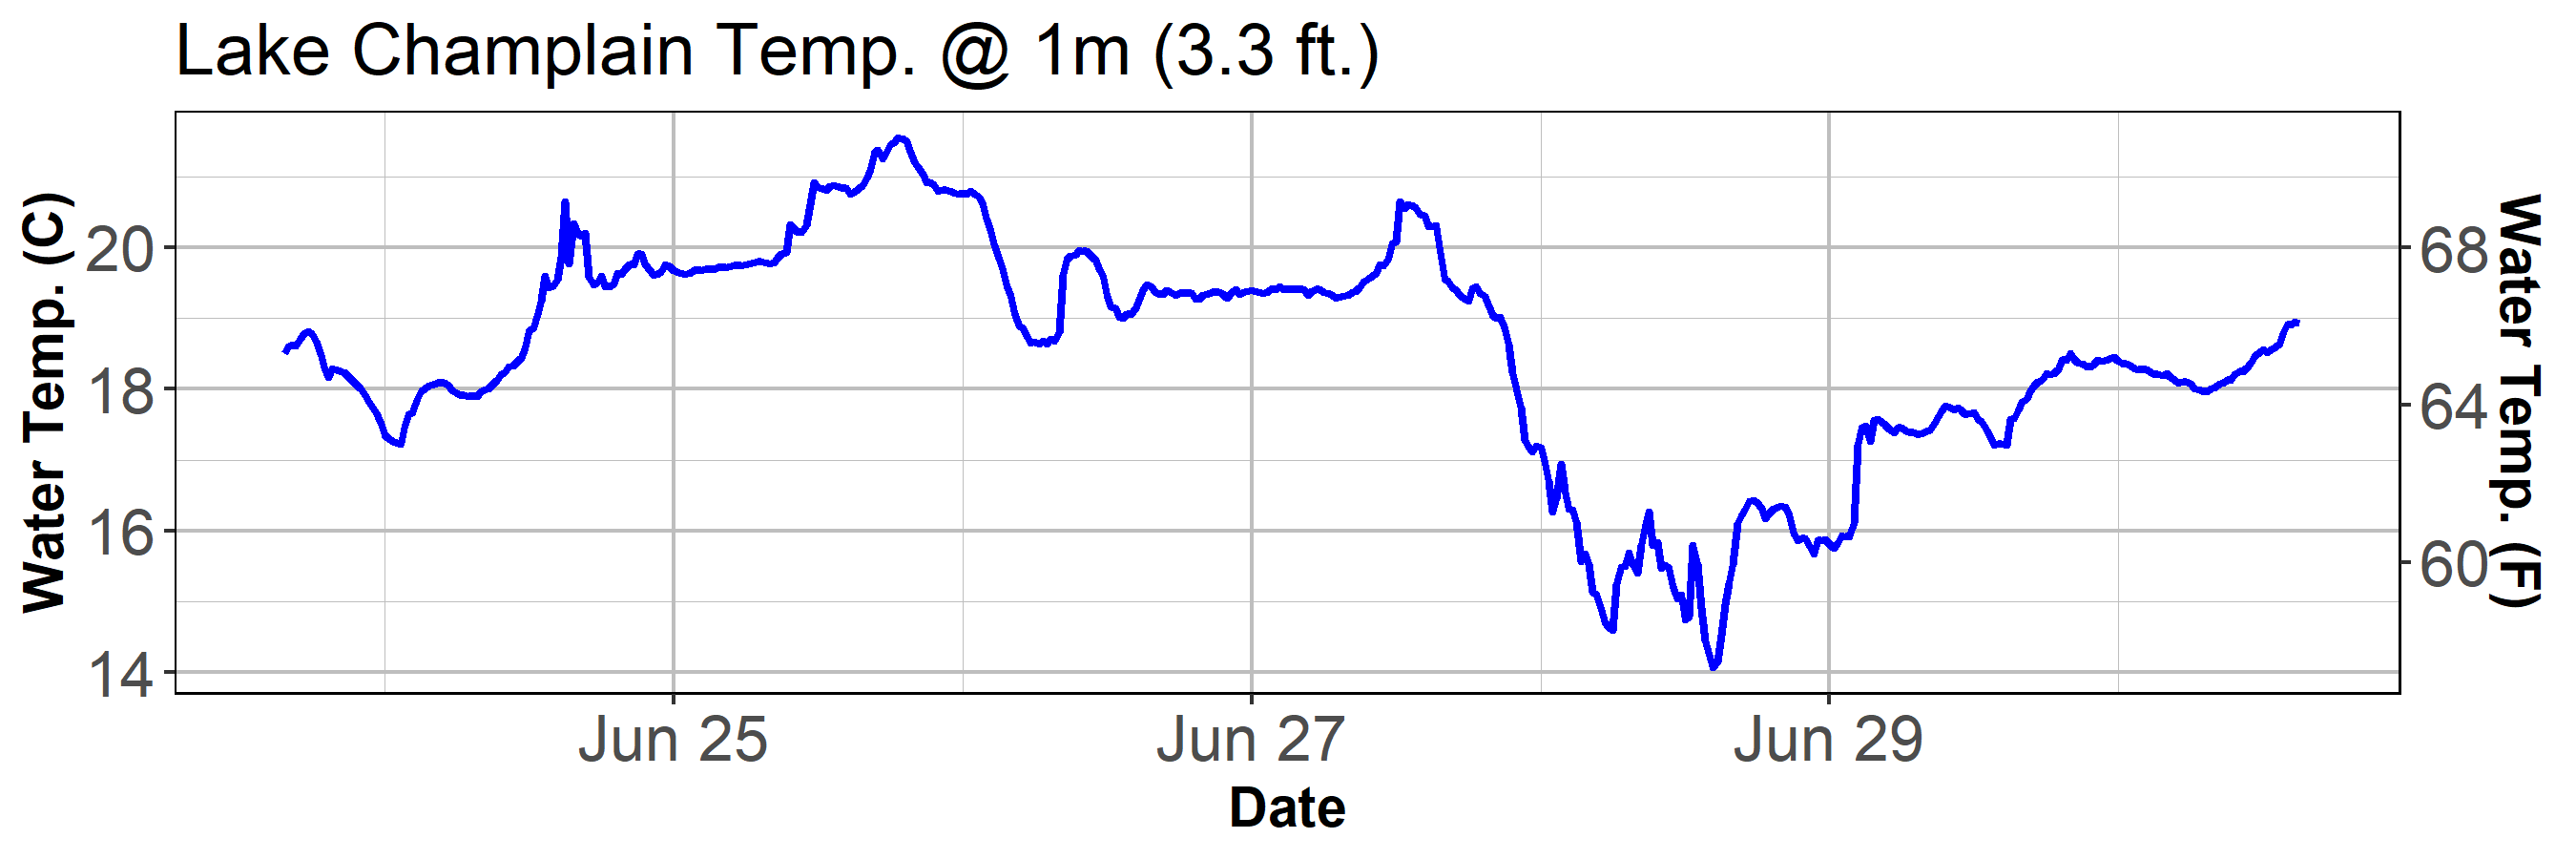 Lake Champlain Temp. @ 1m (3.3 ft.)
Water Temp. (C)
20
18
16
14
68
64
60
Water Temp. (F)
Jun 25 Jun 27 Jun 29
Date